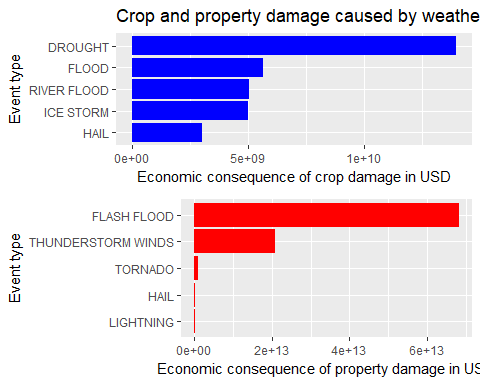 Crop and property damage caused by weathe
Event type
DROUGHT
FLOOD
RIVER FLOOD
ICE STORM
HAIL
0e+00 5e+09 1e+10
Economic consequence of crop damage in USD
Event type
FLASH FLOOD
THUNDERSTORM WINDS
TORNADO
HAIL
LIGHTNING
0e+00 2e+13 4e+13 6e+13
Economic consequence of property damage in US